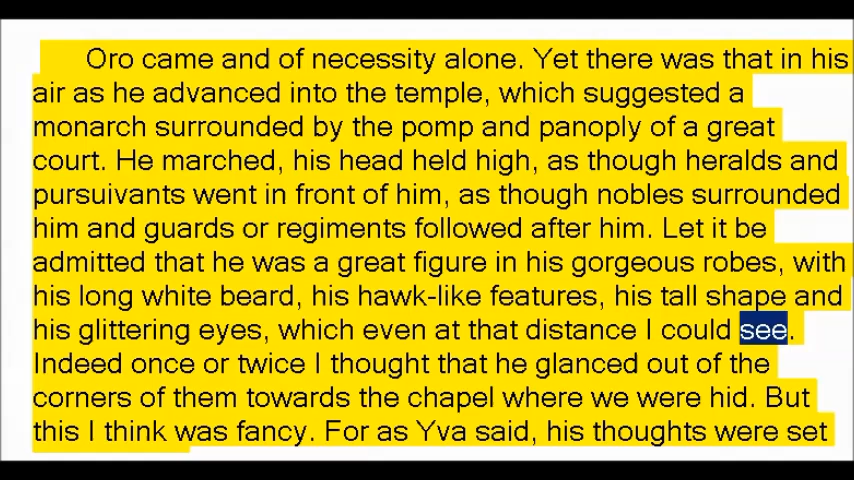 Oro came and of necessity alone. Yet there was that in his
air as he advanced into the temple, which suggested a
monarch surrounded by the pomp and panoply of a great
court. He marched, his head held high, as though heralds and
pursuivants went in front of him, as though nobles surrounded
him and guards or regiments followed after him. Let it be
admitted that he was a great figure in his gorgeous robes, with
his long white beard, his hawk-like features, his tall shape and
his glittering eyes, which even at that distance I could see.
Indeed once or twice I thought that he glanced out of the
corners of them towards the chapel where we were hid. But
this I think was fancy. For as Yva said, his thoughts were set